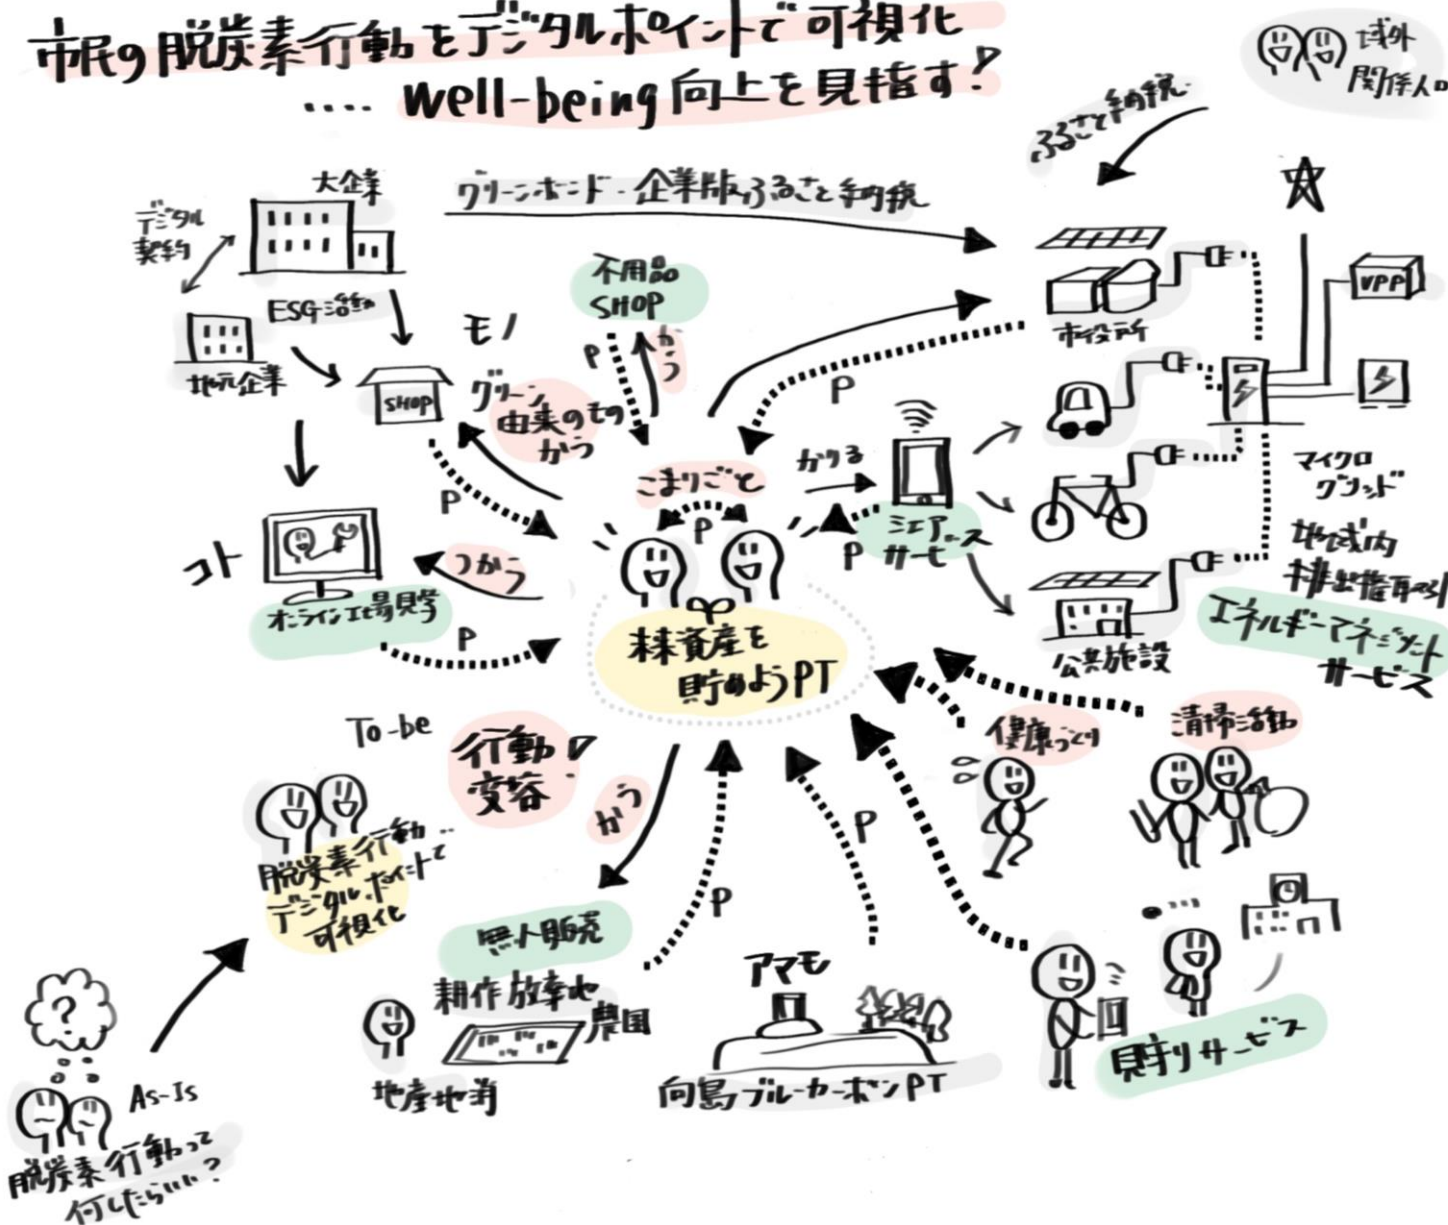 市民の脱炭素行動をデジタルポイントで可視化
.... well-being向上を見指す!
域外
関係人口
ふるさと納税
大企業
グリーンボンド・企業版ふるさと納税
デジタル
契約
ESG活動
地元企業
SHOP
モノ
グリーン
由来のもの
かう
不用品
SHOP
P
かう
P
市役所
VPP
マイクロ
グリッド
地域内
排出権取引
エネルギーマネジメント
サービス
こまりごと
P
かりる
P
シェア
サービス
公共施設
P
コト
つかう
オンライン工場見学
P
未来資産を
貯めようPT
To-be
行動
変容!
脱炭素行動..
デジタルポイントで
可視化
?
As-Is
脱炭素行動って
何したらいい?
かう
P
無人販売
耕作放棄地
農園
地産地消
P
アマモ
向島ブルーカーボンPT
健康づくり
清掃活動
見守りサービス